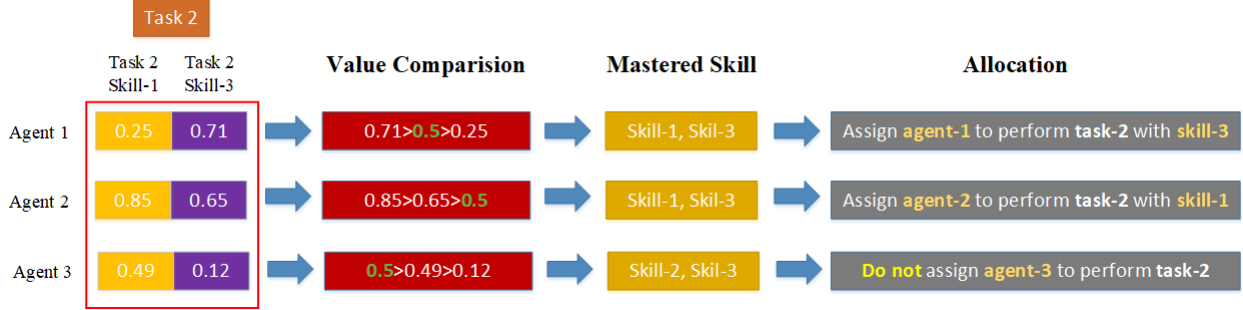 Task 2
Task 2 Task 2
Skill-1 Skill-3
Value Comparision Mastered Skill Allocation
Agent 1 0.25 0.71 0.71>0.5>0.25 Skill-1, Skil-3 Assign agent-1 to perform task-2 with skill-3
Agent 2 0.85 0.65 0.85>0.65>0.5 Skill-1, Skil-3 Assign agent-2 to perform task-2 with skill-1
Agent 3 0.49 0.12 0.5>0.49>0.12 Skill-2, Skil-3 Do not assign agent-3 to perform task-2